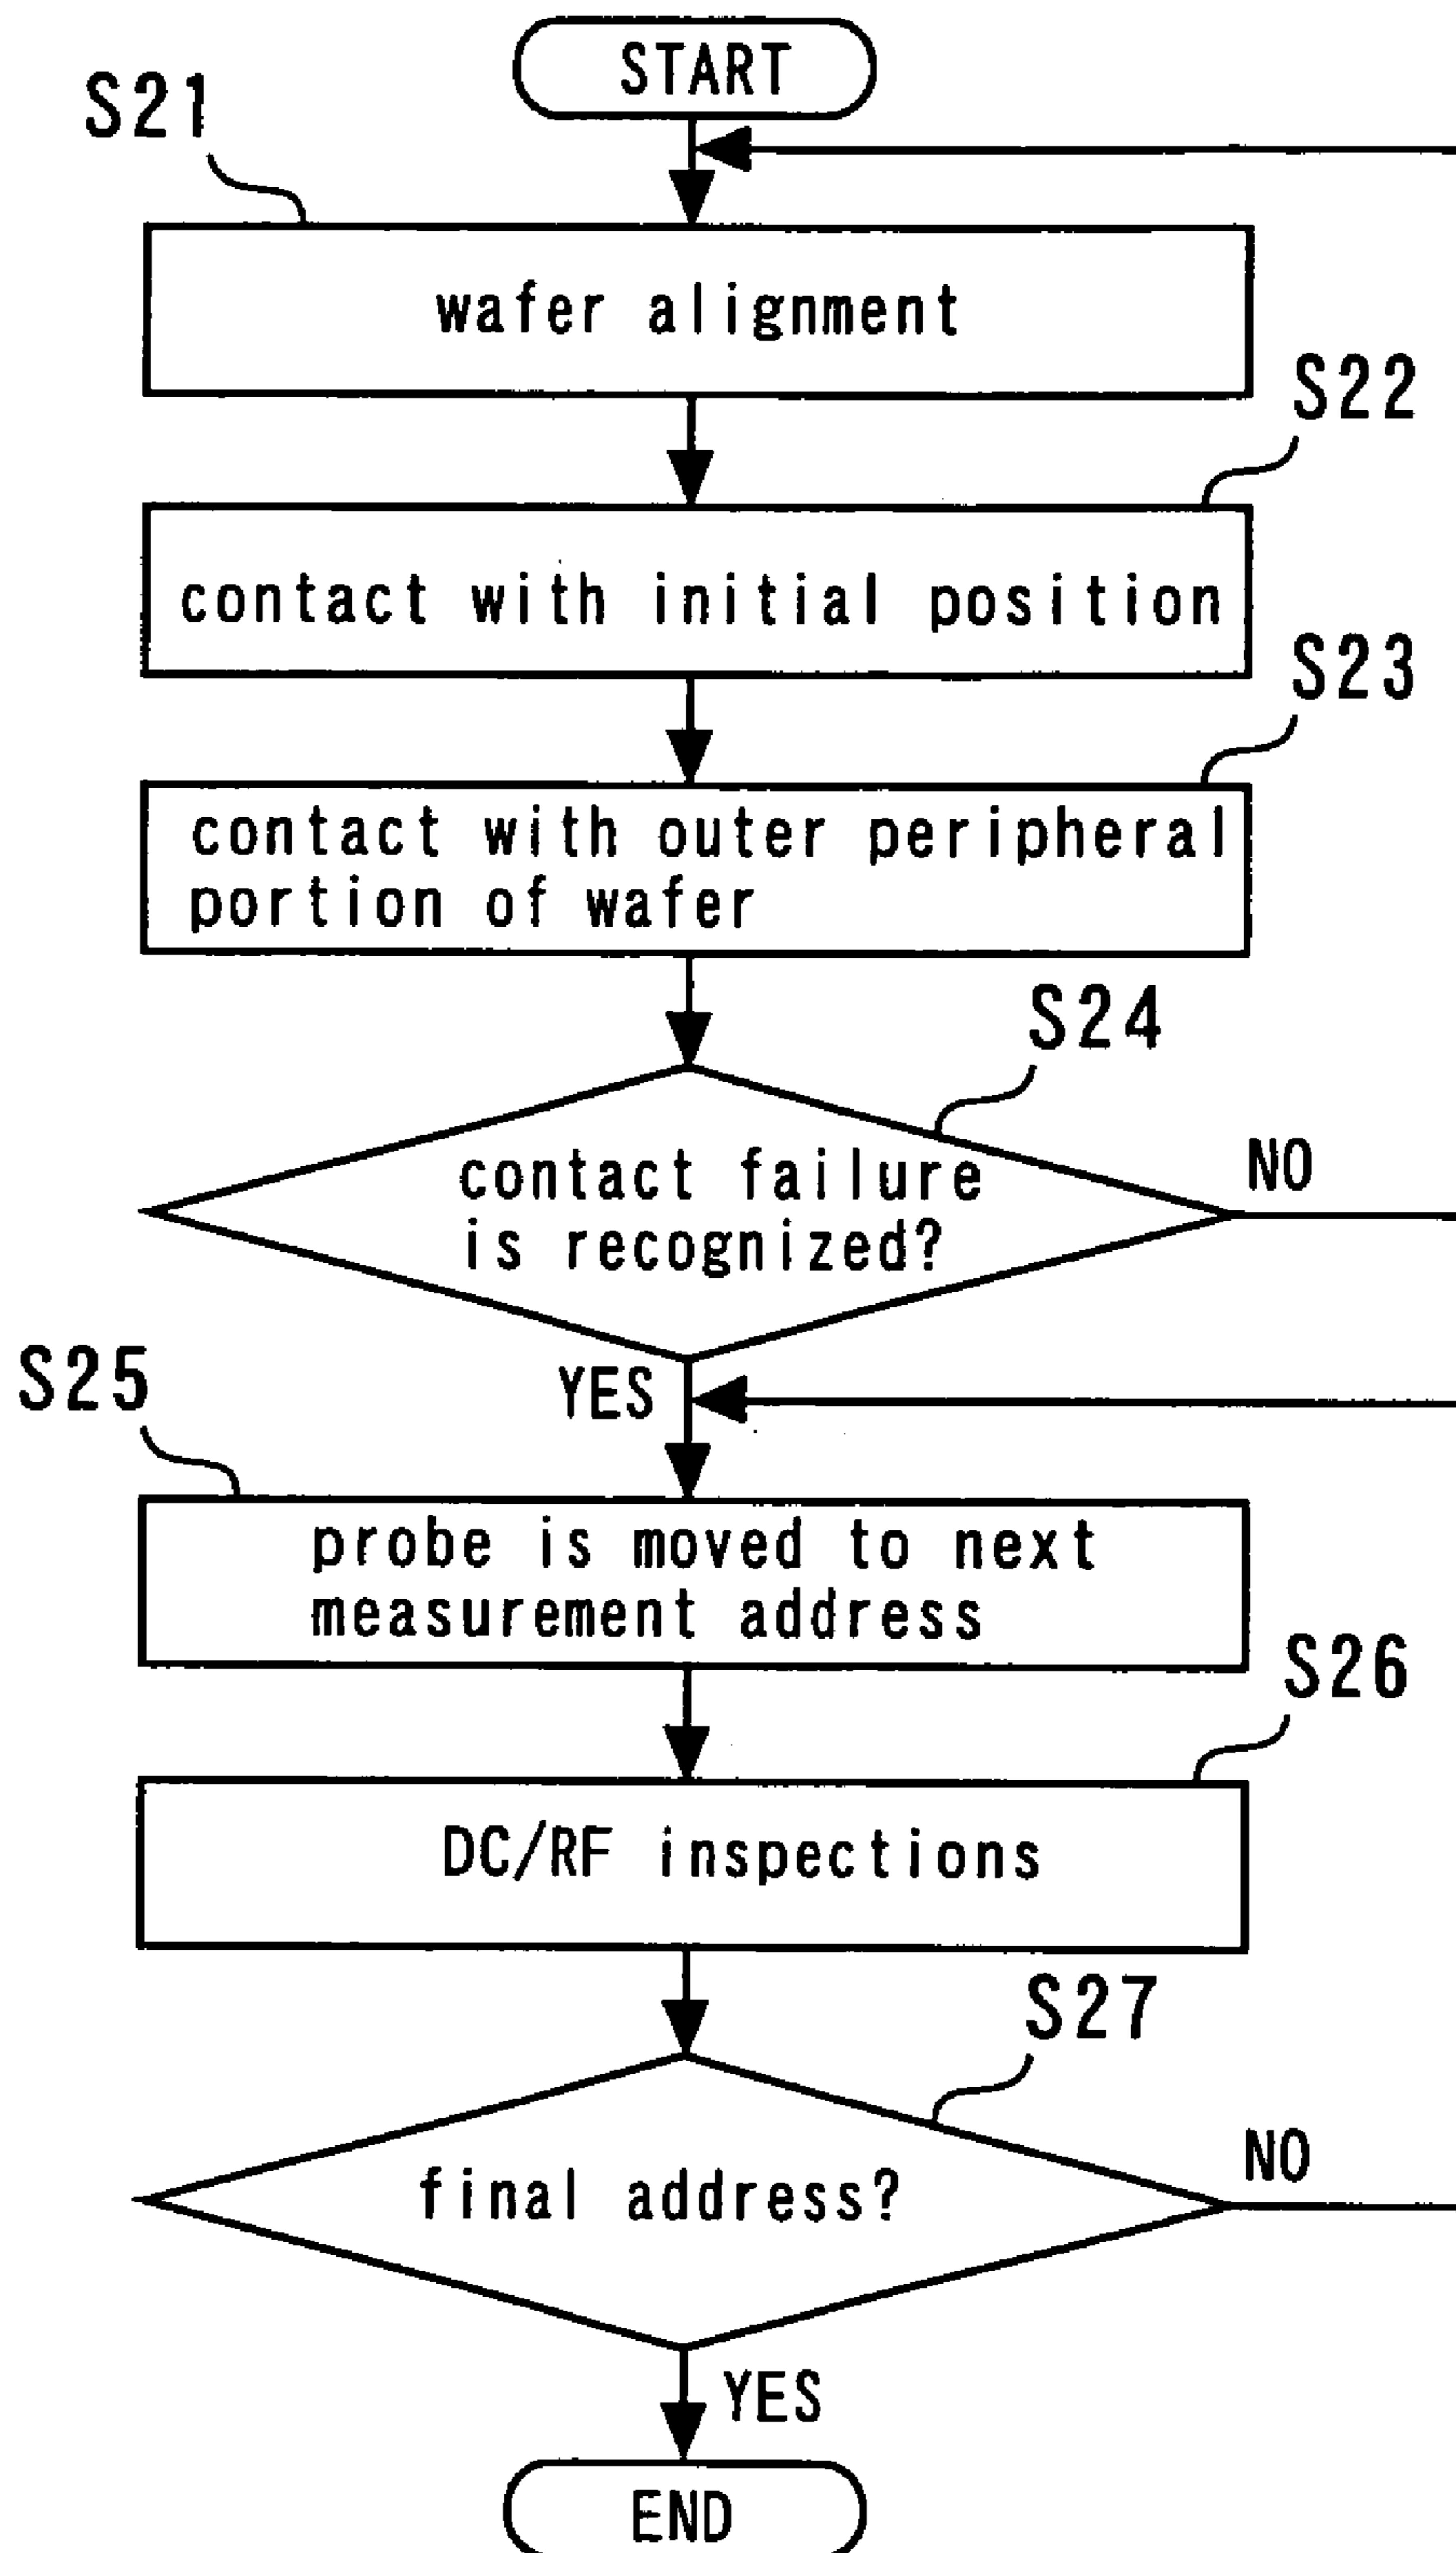 START
S21
wafer alignment
S22
contact with initial position
S23
contact with outer peripheral
portion of wafer
S24
contact failure
is recognized?
NO
YES
S25
probe is moved to next
measurement address
S26
DC/RF inspections
S27
final address?
NO
YES
END